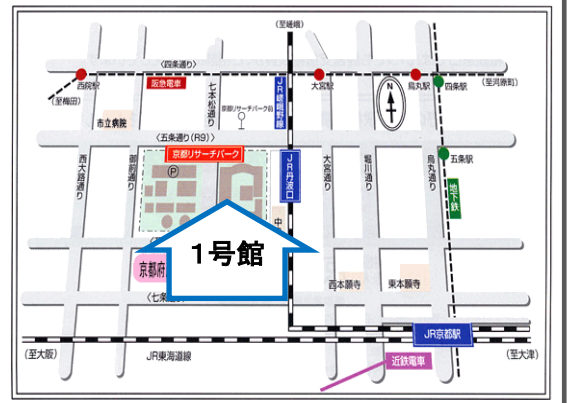 (至嵯峨)
〈四条通り〉
西院駅
阪急電車
大宮駅
烏丸駅
四条駅
(至河原町)
(至梅田)
七本松通り
JR嵯峨野線
N
市立病院
京都リサーチパーク前
〈五条通り(R9)〉
五条駅
京都リサーチパーク
P
JR丹波口
西大路通り
御前通り
大宮通り
堀川通り
烏丸通り
地下鉄
中
1号館
京都府
西本願寺
東本願寺
〈七条
JR京都駅
(至大阪)
JR東海道線
近鉄電車
(至大津)